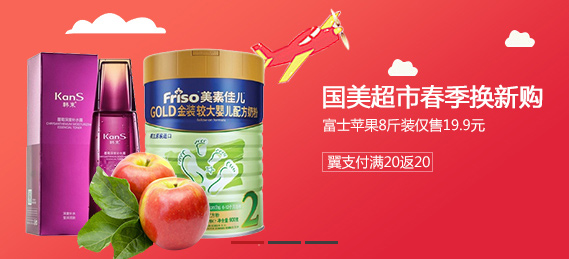 国美超市春季换新购
富士苹果8斤装仅售19.9元
翼支付满20返20
KanS
韩束
KanS
韩束
Friso美素佳儿
GOLD金装较大婴儿配方奶粉
2